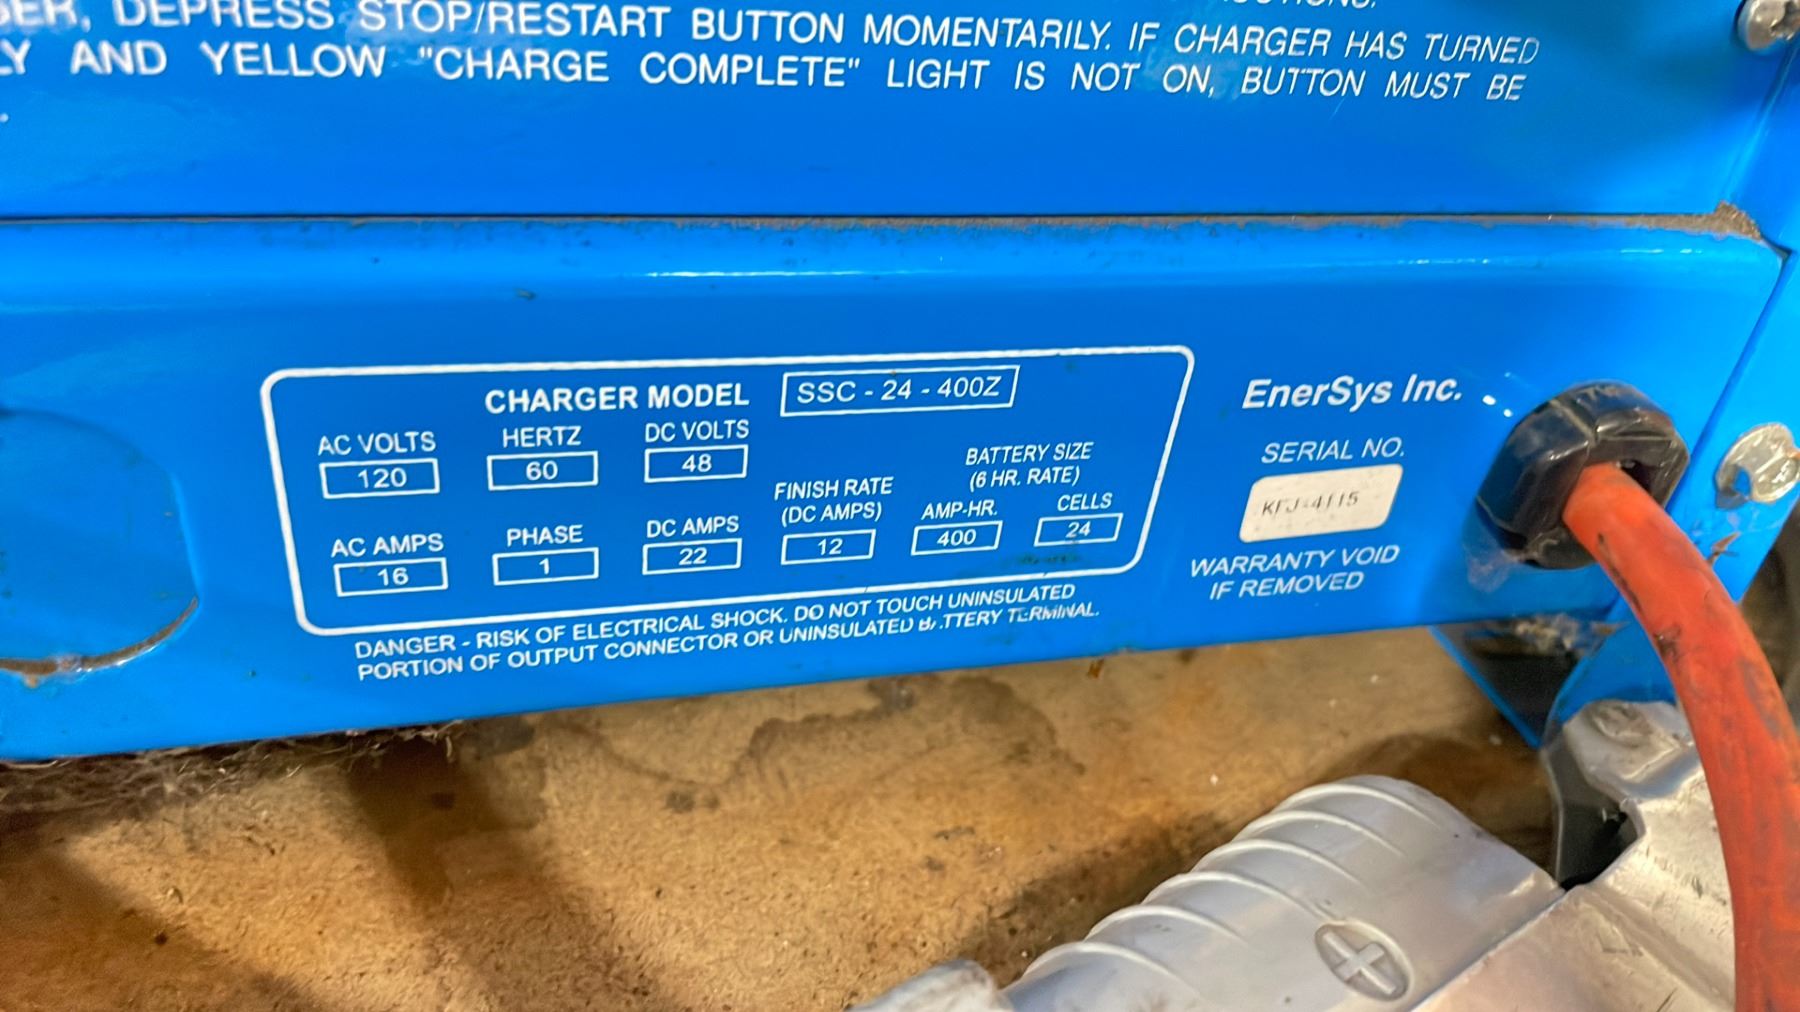 DEPRESS STOP/RESTART BUTTON MOMENTARILY. IF CHARGER HAS TURNED
AND YELLOW "CHARGE COMPLETE" LIGHT IS NOT ON, BUTTON MUST BE
CHARGER MODEL SSC - 24 - 400Z
AC VOLTS HERTZ DC VOLTS
120 60 48
BATTERY SIZE
(6 HR. RATE)
FINISH RATE
(DC AMPS)
AC AMPS PHASE DC AMPS AMP-HR. CELLS
16 1 22 12 400 24
DANGER - RISK OF ELECTRICAL SHOCK. DO NOT TOUCH UNINSULATED
PORTION OF OUTPUT CONNECTOR OR UNINSULATED BATTERY TERMINAL.
EnerSys Inc.
SERIAL NO.
KFJ-4115
WARRANTY VOID
IF REMOVED
+